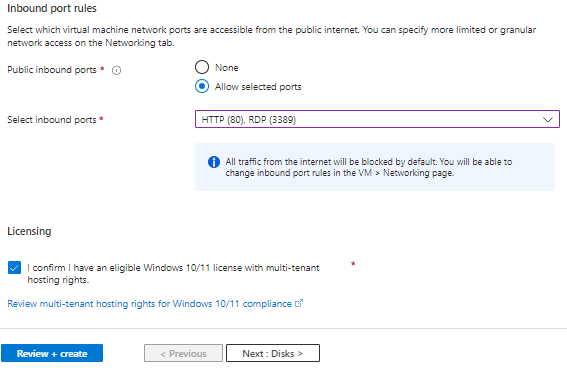 Inbound port rules
Select which virtual machine network ports are accessible from the public internet. You can specify more limited or granular
network access on the Networking tab.
Public inbound ports *
None
Allow selected ports
Select inbound ports *
HTTP (80), RDP (3389)
All traffic from the internet will be blocked by default. You will be able to
change inbound port rules in the VM > Networking page.
Licensing
I confirm I have an eligible Windows 10/11 license with multi-tenant *
hosting rights.
Review multi-tenant hosting rights for Windows 10/11 compliance
Review + create
< Previous
Next : Disks >